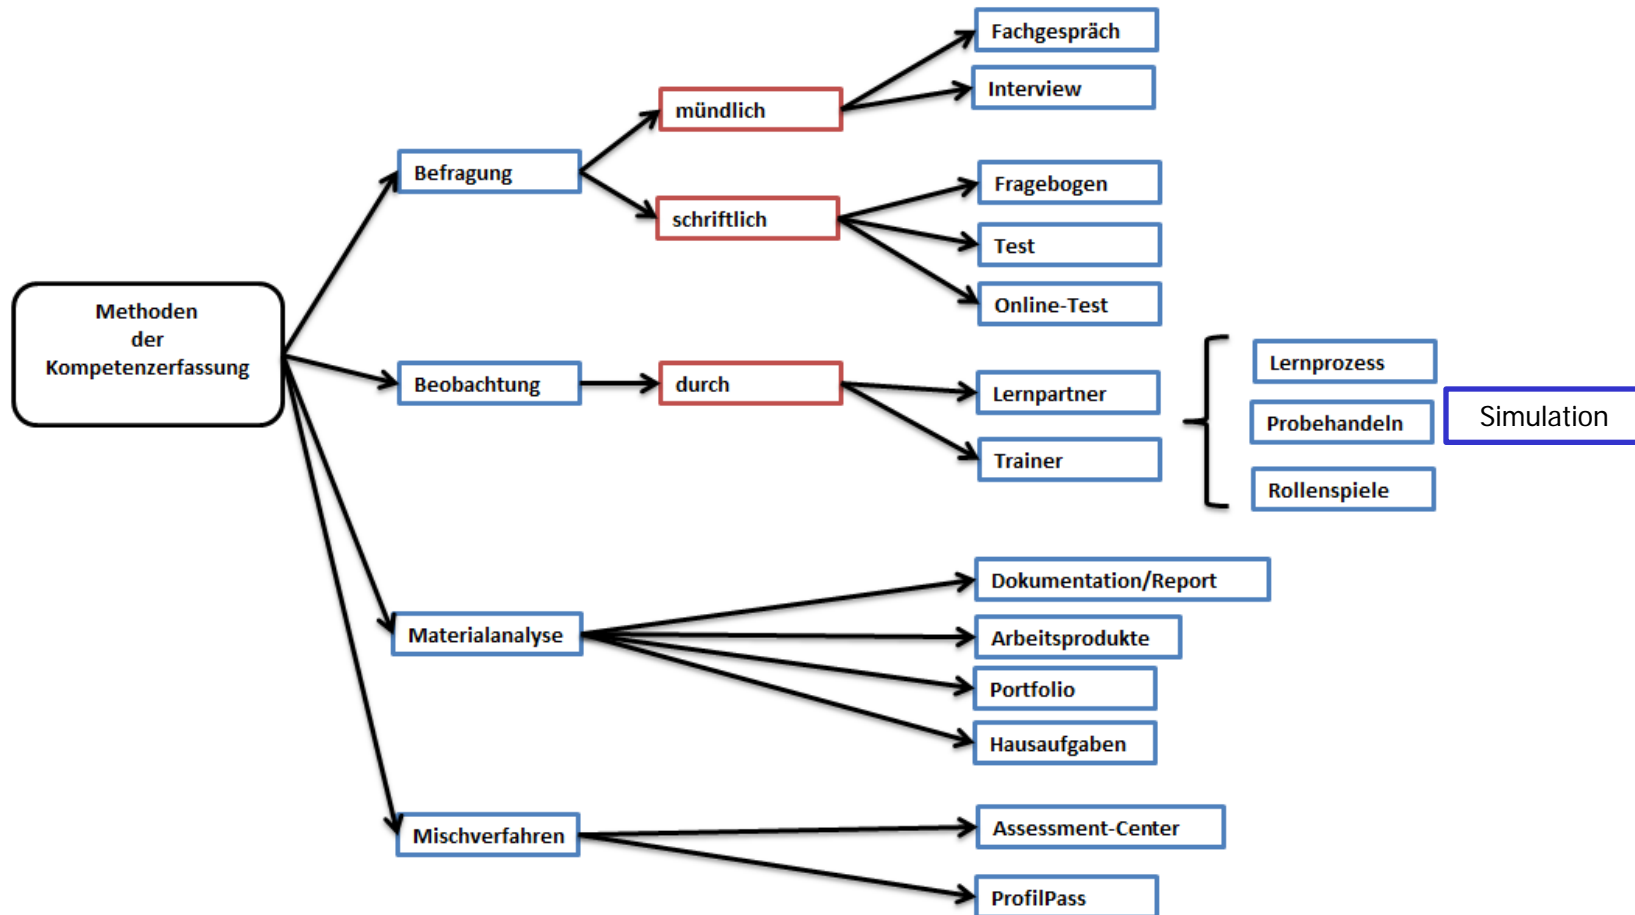 Methoden
der
Kompetenzerfassung
Befragung
mündlich
Fachgespräch
Interview
schriftlich
Fragebogen
Test
Online-Test
Beobachtung
durch
Lernpartner
Trainer
Lernprozess
Probehandeln
Simulation
Rollenspiele
Materialanalyse
Dokumentation/Report
Arbeitsprodukte
Portfolio
Hausaufgaben
Mischverfahren
Assessment-Center
ProfilPass